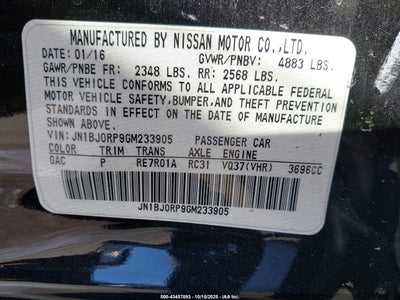 MANUFACTURED BY NISSAN MOTOR CO.,LTD.
DATE: 01/16 GVWR/PNBV: 4883 LBS.
GAWR/PNBE FR: 2348 LBS. RR: 2568 LBS.
THIS VEHICLE CONFORMS TO ALL APPLICABLE FEDERAL
MOTOR VEHICLE SAFETY, BUMPER, AND THEFT PREVENTION
STANDARDS IN EFFECT ON THE DATE OF MANUFACTURE
SHOWN ABOVE.
VIN: JN1BJ0RP9GM233905 PASSENGER CAR
COLOR TRIM TRANS AXLE ENGINE
GAC P RE7R01A RC31 VQ37(VHR) 3696CC
JN1BJ0RP9GM233905
000-43457893 - 10/15/2025 - IAAI.com